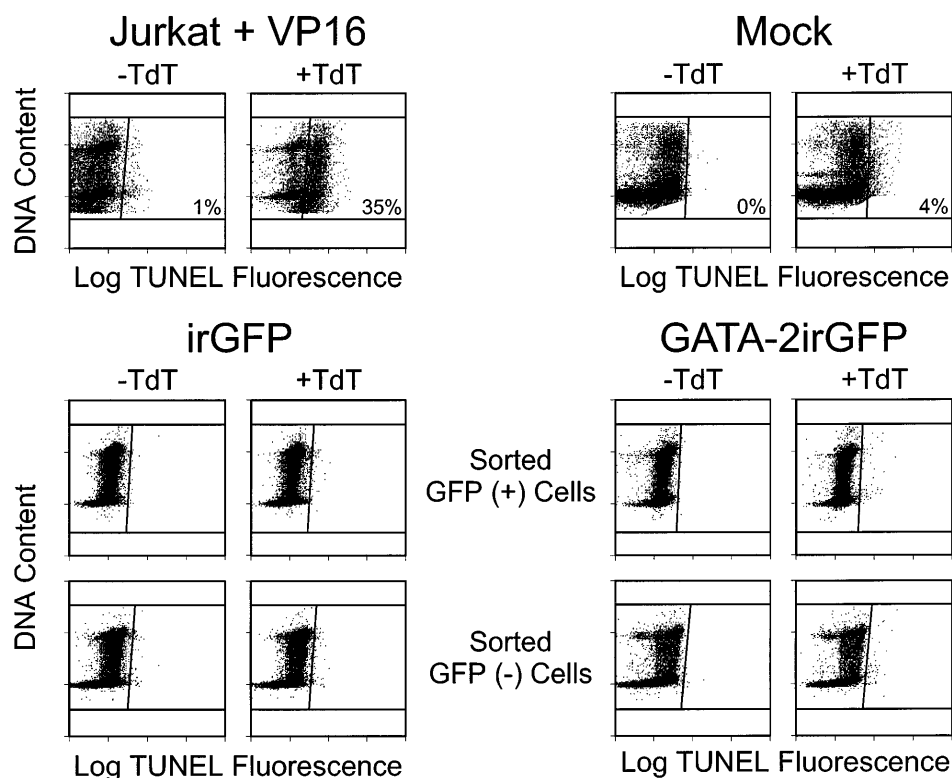 Jurkat + VP16
Mock
-TdT
+TdT
-TdT
+TdT
DNA Content
1%
35%
0%
4%
Log TUNEL Fluorescence
Log TUNEL Fluorescence
irGFP
GATA-2irGFP
-TdT
+TdT
-TdT
+TdT
DNA Content
Sorted
GFP (+) Cells
Sorted
GFP (-) Cells
Log TUNEL Fluorescence
Log TUNEL Fluorescence